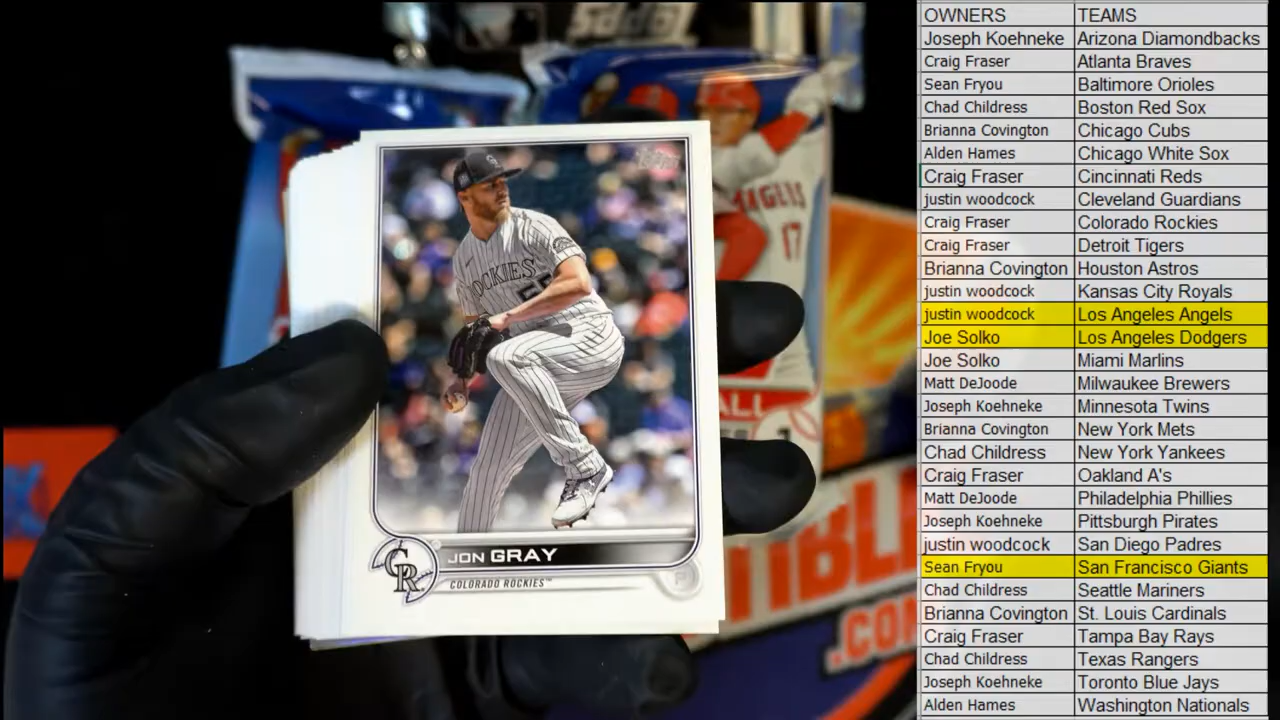 Topps
ANGELS
17
ROCKIES
CR
JON GRAY
COLORADO ROCKIES™
P
TIBLE
.CO
OWNERS TEAMS
Joseph Koehneke Arizona Diamondbacks
Craig Fraser Atlanta Braves
Sean Fryou Baltimore Orioles
Chad Childress Boston Red Sox
Brianna Covington Chicago Cubs
Alden Hames Chicago White Sox
Craig Fraser Cincinnati Reds
justin woodcock Cleveland Guardians
Craig Fraser Colorado Rockies
Craig Fraser Detroit Tigers
Brianna Covington Houston Astros
justin woodcock Kansas City Royals
justin woodcock Los Angeles Angels
Joe Solko Los Angeles Dodgers
Joe Solko Miami Marlins
Matt DeJoode Milwaukee Brewers
Joseph Koehneke Minnesota Twins
Brianna Covington New York Mets
Chad Childress New York Yankees
Craig Fraser Oakland A's
Matt DeJoode Philadelphia Phillies
Joseph Koehneke Pittsburgh Pirates
justin woodcock San Diego Padres
Sean Fryou San Francisco Giants
Chad Childress Seattle Mariners
Brianna Covington St. Louis Cardinals
Craig Fraser Tampa Bay Rays
Chad Childress Texas Rangers
Joseph Koehneke Toronto Blue Jays
Alden Hames Washington Nationals